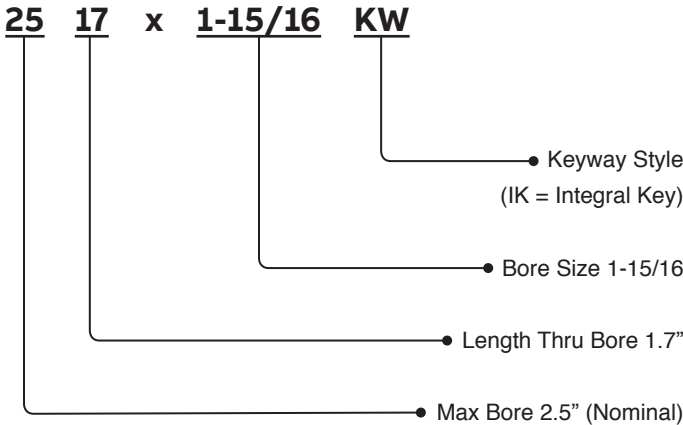 25 17 x 1-15/16 KW
Keyway Style
(IK = Integral Key)
Bore Size 1-15/16
Length Thru Bore 1.7”
Max Bore 2.5” (Nominal)